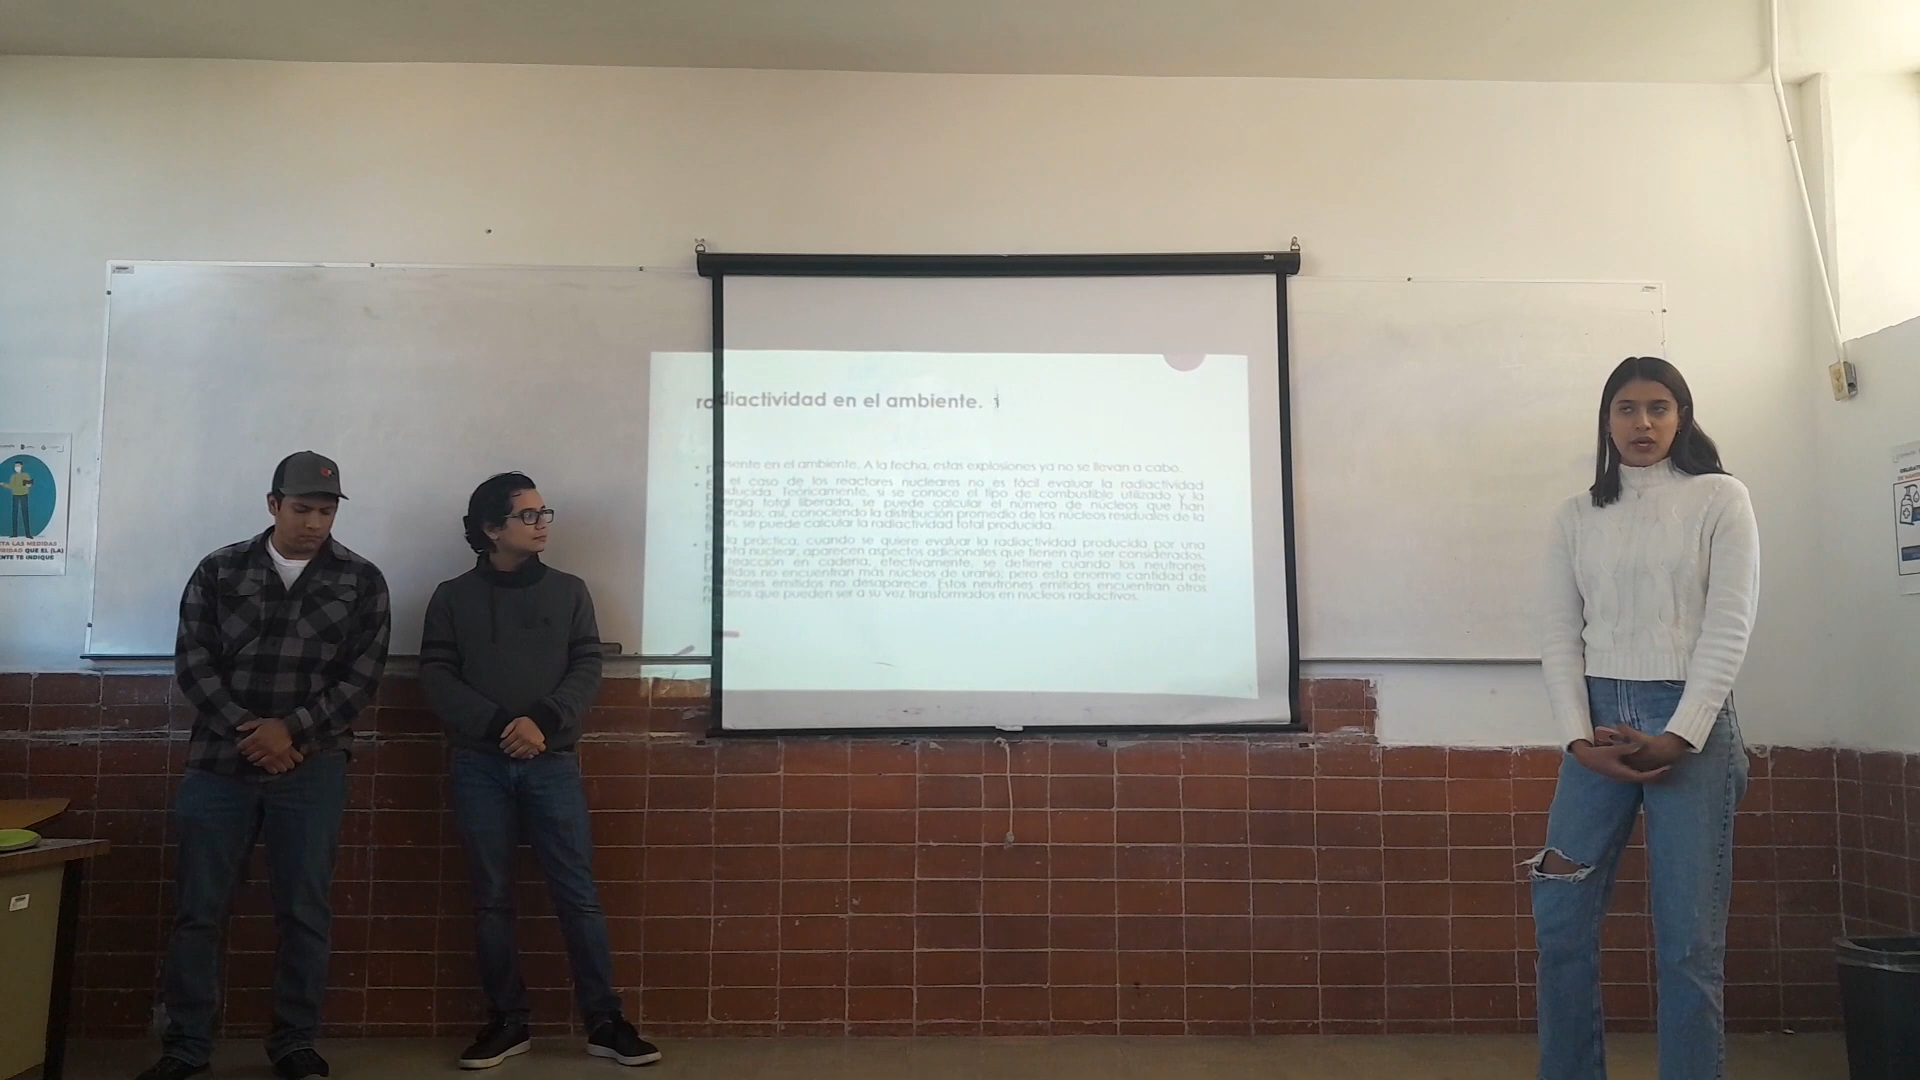 radiactividad en el ambiente.
presente en el ambiente. A la fecha, estas explosiones ya no se llevan a cabo.
el caso de los reactores nucleares no es fácil evaluar la radiactividad
producida. Teóricamente, si se conoce el tipo de combustible utilizado y la
energía total liberada, se puede calcular el número de núcleos que han
así, conociendo la distribución promedio de los núcleos residuales de la
se puede calcular la radiactividad total producida.
la práctica, cuando se quiere evaluar la radiactividad producida por una
planta nuclear, aparecen aspectos adicionales que tienen que ser considerados.
reacción en cadena, efectivamente, se detiene cuando los neutrones
emitidos no encuentran más núcleos de uranio; pero esta enorme cantidad de
neutrones emitidos no desaparece. Estos neutrones emitidos encuentran otros
núcleos que pueden ser a su vez transformados en núcleos radiactivos.
LAS MEDIDAS
QUE EL (LA)
TE INDIQUE